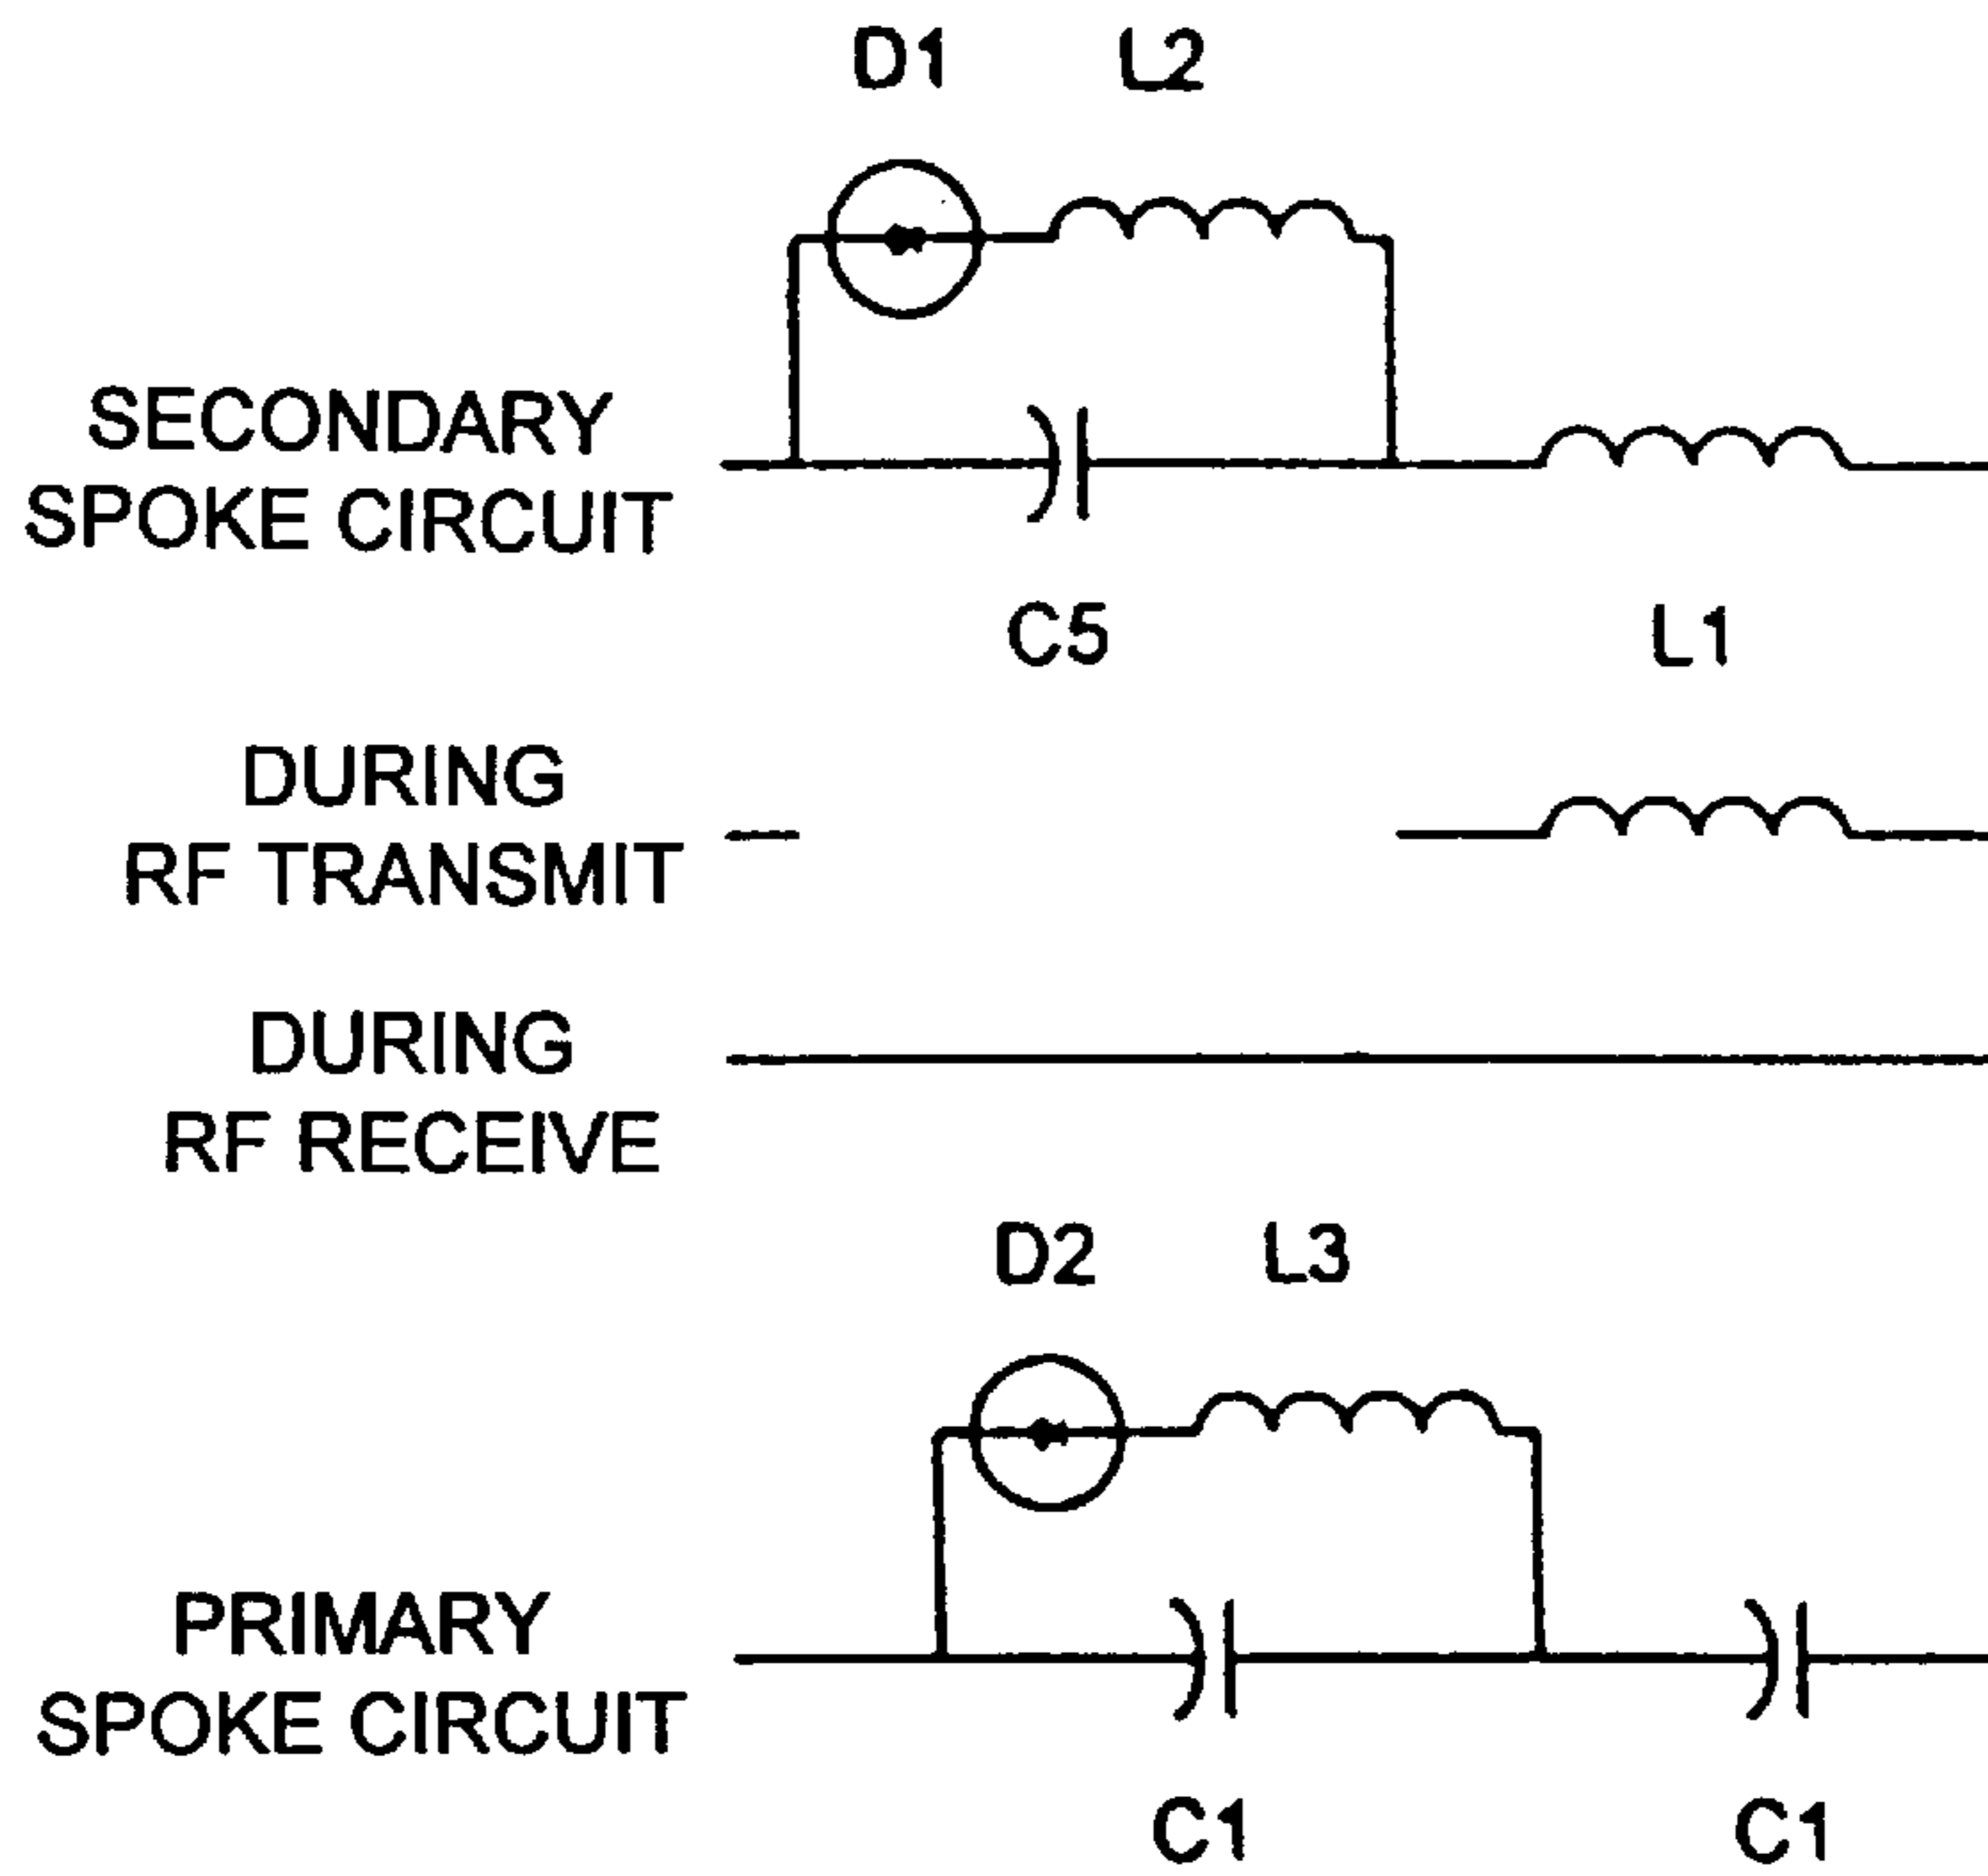 D1 L2
SECONDARY
SPOKE CIRCUIT
C5 L1
DURING
RF TRANSMIT
DURING
RF RECEIVE
D2 L3
PRIMARY
SPOKE CIRCUIT
C1 C1